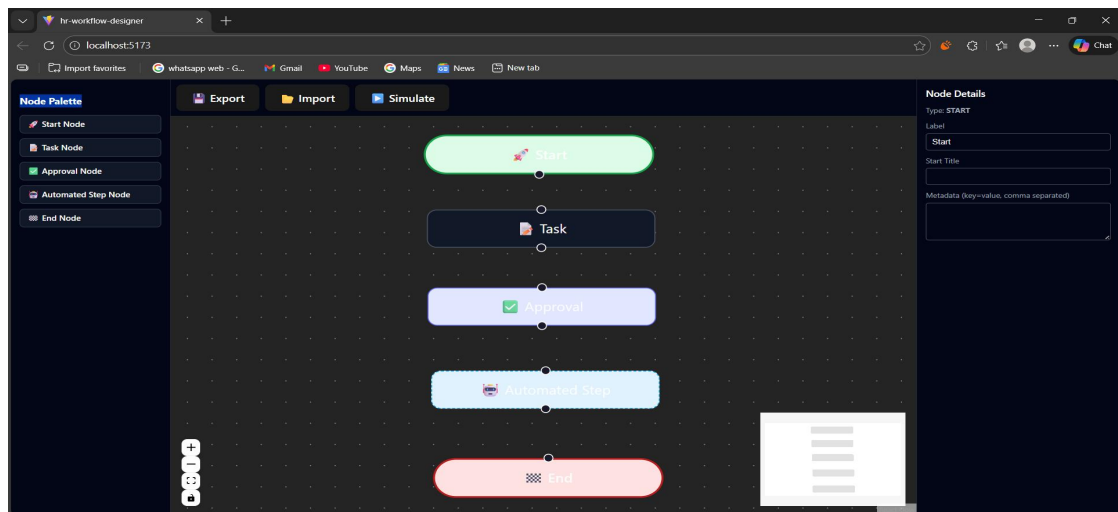 hr-workflow-designer
localhost:5173
Chat
Import favorites
whatsapp web - G...
Gmail
YouTube
Maps
News
New tab
Node Palette
Start Node
Task Node
Approval Node
Automated Step Node
End Node
Export
Import
Simulate
Start
Task
Approval
Automated Step
End
Node Details
Type: START
Label
Start
Start Title
Metadata (key=value, comma separated)